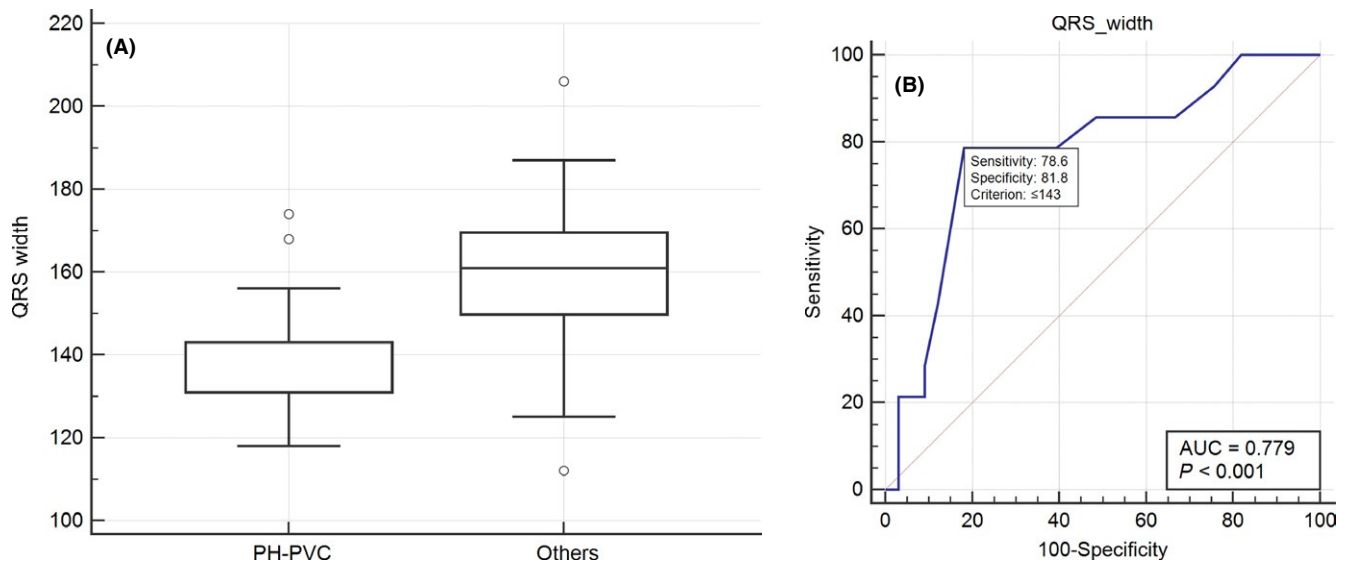 (A)
QRS width
220
200
180
160
140
120
100
PH-PVC
Others
QRS_width
(B)
Sensitivity
100
80
60
40
20
0
Sensitivity: 78.6
Specificity: 81.8
Criterion: ≤143
AUC = 0.779
P < 0.001
0
20
40
60
80
100
100-Specificity